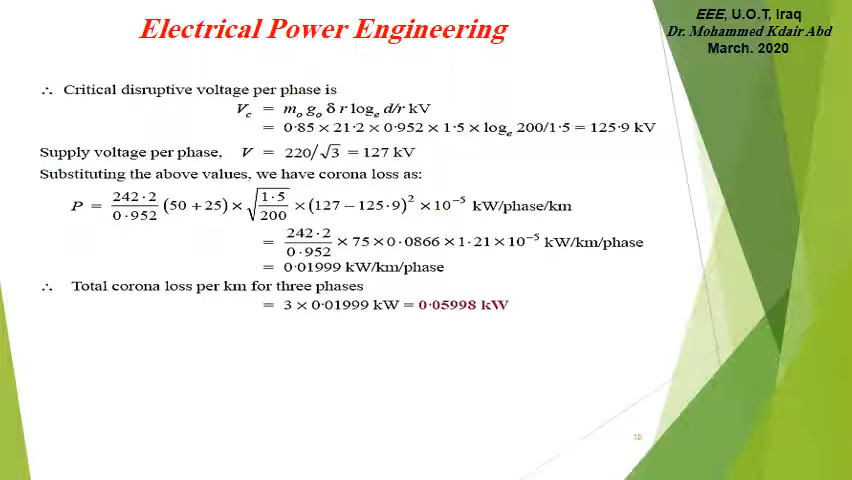 Electrical Power Engineering
EEE, U.O.T, Iraq
Dr. Mohammed Kdair Abd
March. 2020
∴ Critical disruptive voltage per phase is
V_c = m_o g_o δ r log_e d/r kV
= 0·85 × 21·2 × 0·952 × 1·5 × log_e 200/1·5 = 125·9 kV
Supply voltage per phase, V = 220/√3 = 127 kV
Substituting the above values, we have corona loss as:
P = 242·2/0·952 (50 + 25) × √(1·5/200) × (127 − 125·9)² × 10⁻⁵ kW/phase/km
= 242·2/0·952 × 75 × 0·0866 × 1·21 × 10⁻⁵ kW/km/phase
= 0·01999 kW/km/phase
∴ Total corona loss per km for three phases
= 3 × 0·01999 kW = 0·05998 kW
10